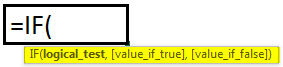 =IF(
IF(logical_test, [value_if_true], [value_if_false])